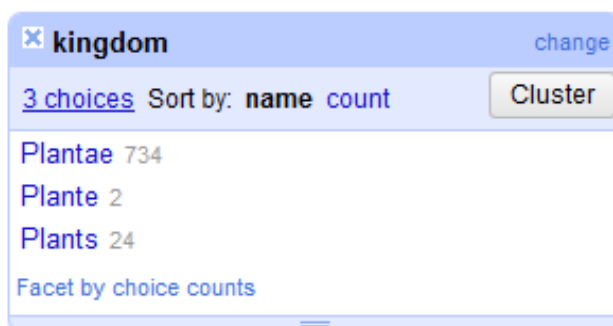 kingdom change
3 choices Sort by: name count Cluster
Plantae 734
Plante 2
Plants 24
Facet by choice counts